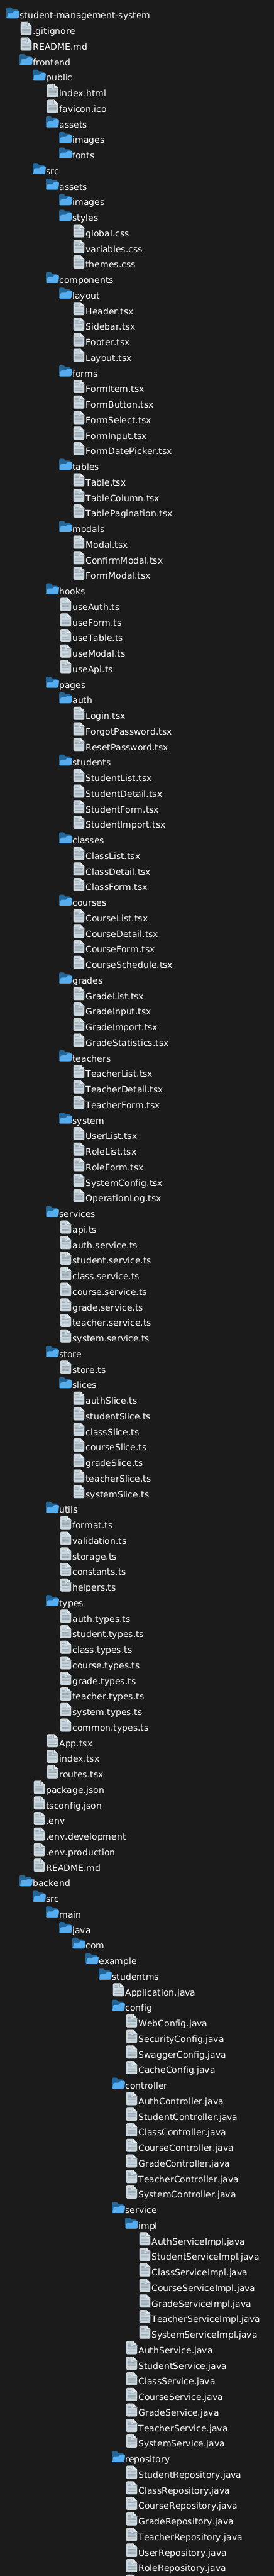 student-management-system
.gitignore
README.md
frontend
public
index.html
favicon.ico
assets
images
fonts
src
assets
images
styles
global.css
variables.css
themes.css
components
layout
Header.tsx
Sidebar.tsx
Footer.tsx
Layout.tsx
forms
FormItem.tsx
FormButton.tsx
FormSelect.tsx
FormInput.tsx
FormDatePicker.tsx
tables
Table.tsx
TableColumn.tsx
TablePagination.tsx
modals
Modal.tsx
ConfirmModal.tsx
FormModal.tsx
hooks
useAuth.ts
useForm.ts
useTable.ts
useModal.ts
useApi.ts
pages
auth
Login.tsx
ForgotPassword.tsx
ResetPassword.tsx
students
StudentList.tsx
StudentDetail.tsx
StudentForm.tsx
StudentImport.tsx
classes
ClassList.tsx
ClassDetail.tsx
ClassForm.tsx
courses
CourseList.tsx
CourseDetail.tsx
CourseForm.tsx
CourseSchedule.tsx
grades
GradeList.tsx
GradeInput.tsx
GradeImport.tsx
GradeStatistics.tsx
teachers
TeacherList.tsx
TeacherDetail.tsx
TeacherForm.tsx
system
UserList.tsx
RoleList.tsx
RoleForm.tsx
SystemConfig.tsx
OperationLog.tsx
services
api.ts
auth.service.ts
student.service.ts
class.service.ts
course.service.ts
grade.service.ts
teacher.service.ts
system.service.ts
store
store.ts
slices
authSlice.ts
studentSlice.ts
classSlice.ts
courseSlice.ts
gradeSlice.ts
teacherSlice.ts
systemSlice.ts
utils
format.ts
validation.ts
storage.ts
constants.ts
helpers.ts
types
auth.types.ts
student.types.ts
class.types.ts
course.types.ts
grade.types.ts
teacher.types.ts
system.types.ts
common.types.ts
App.tsx
index.tsx
routes.tsx
package.json
tsconfig.json
.env
.env.development
.env.production
README.md
backend
src
main
java
com
example
studentms
Application.java
config
WebConfig.java
SecurityConfig.java
SwaggerConfig.java
CacheConfig.java
controller
AuthController.java
StudentController.java
ClassController.java
CourseController.java
GradeController.java
TeacherController.java
SystemController.java
service
impl
AuthServiceImpl.java
StudentServiceImpl.java
ClassServiceImpl.java
CourseServiceImpl.java
GradeServiceImpl.java
TeacherServiceImpl.java
SystemServiceImpl.java
AuthService.java
StudentService.java
ClassService.java
CourseService.java
GradeService.java
TeacherService.java
SystemService.java
repository
StudentRepository.java
ClassRepository.java
CourseRepository.java
GradeRepository.java
TeacherRepository.java
UserRepository.java
RoleRepository.java